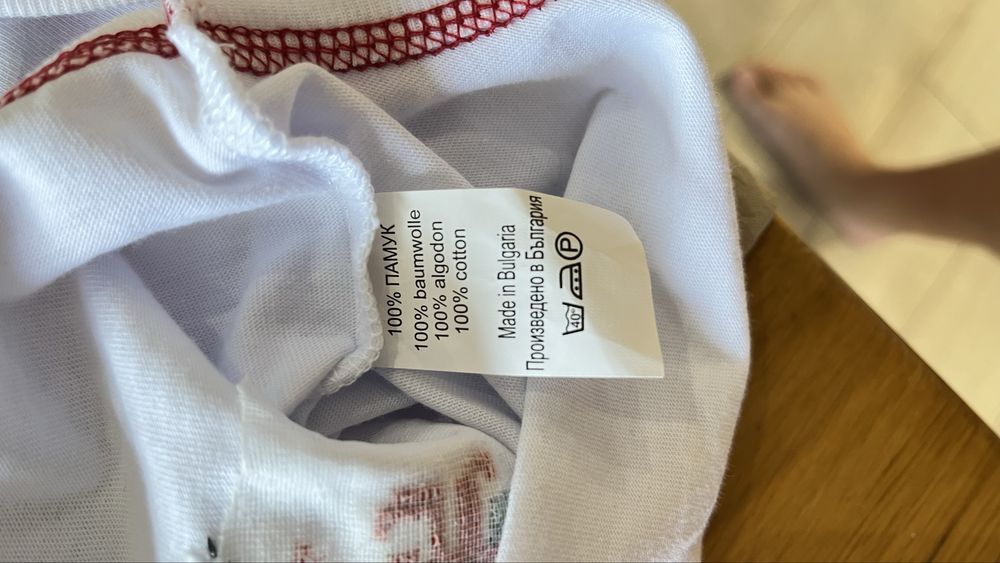 100% ПАМУК
100% baumwolle
100% algodon
100% cotton
Made in Bulgaria
Произведено в България
40° P